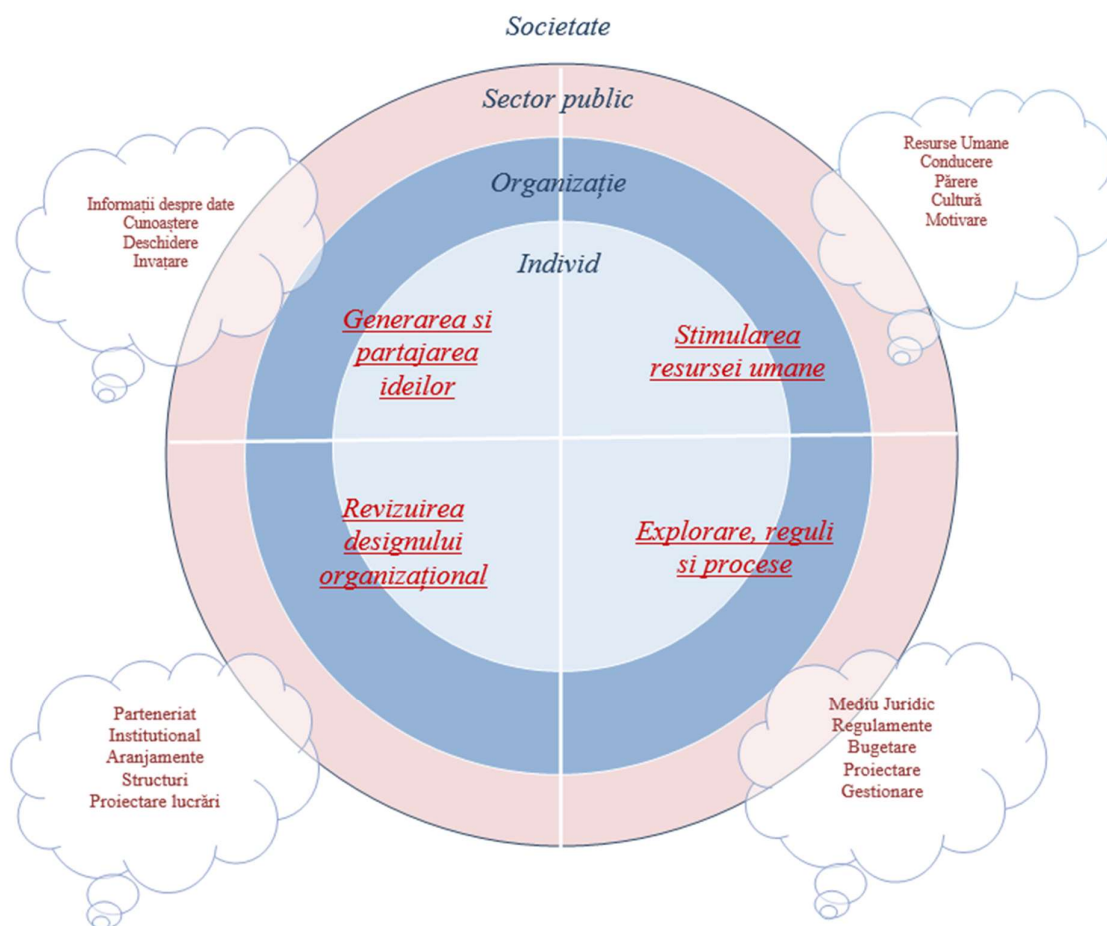 Societate
Sector public
Organizație
Individ
Informații despre date
Cunoaștere
Deschidere
Invațare
Resurse Umane
Conducere
Părere
Cultură
Motivare
Generarea si
partajarea
ideilor
Stimularea
resursei umane
Revizuirea
designului
organizațional
Explorare, reguli
si procese
Parteneriat
Institutional
Aranjamente
Structuri
Proiectare lucrări
Mediu Juridic
Regulamente
Bugetare
Proiectare
Gestionare